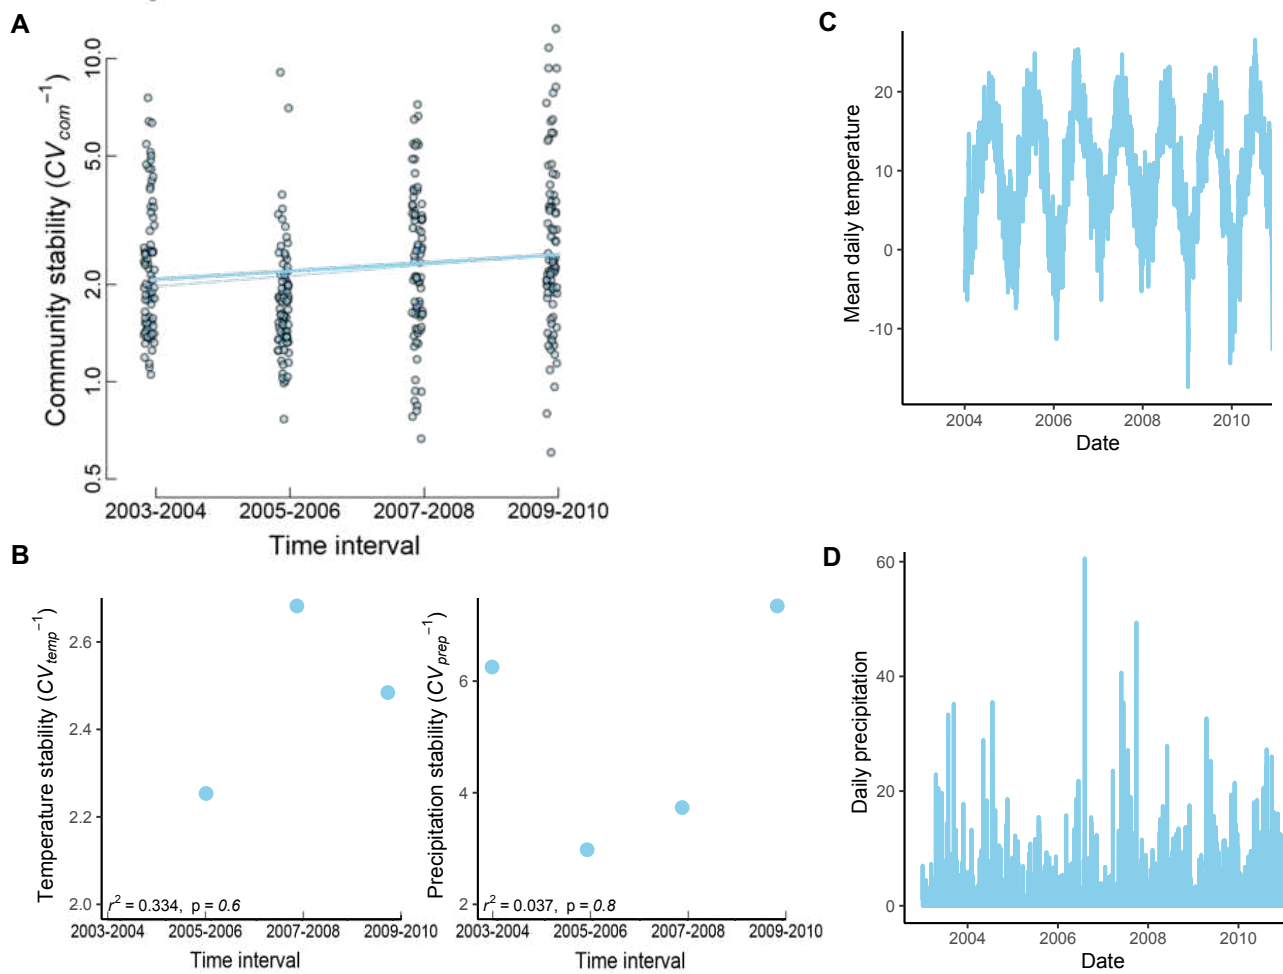 A
Community stability (CVcom⁻¹)
10.0
5.0
2.0
1.0
0.5
2003-2004 2005-2006 2007-2008 2009-2010
Time interval
B
Temperature stability (CVtemp⁻¹)
2.6
2.4
2.2
2.0
r² = 0.334, p = 0.6
2003-2004 2005-2006 2007-2008 2009-2010
Time interval
Precipitation stability (CVprep⁻¹)
6
4
2
r² = 0.037, p = 0.8
2003-2004 2005-2006 2007-2008 2009-2010
Time interval
C
Mean daily temperature
20
10
0
-10
2004 2006 2008 2010
Date
D
Daily precipitation
60
40
20
0
2004 2006 2008 2010
Date